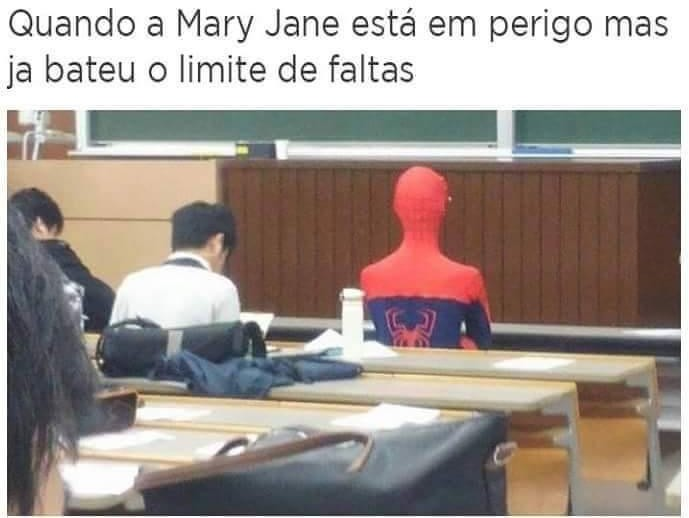 Quando a Mary Jane está em perigo mas
ja bateu o limite de faltas